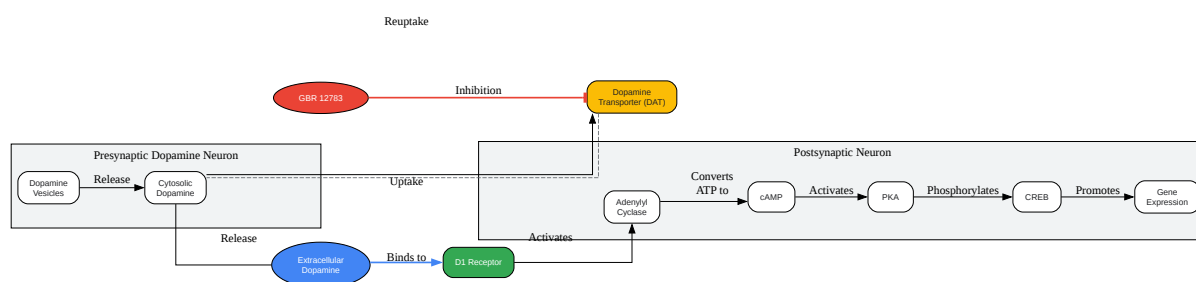 Reuptake
GBR 12783
Inhibition
Dopamine
Transporter (DAT)
Presynaptic Dopamine Neuron
Dopamine
Vesicles
Release
Cytosolic
Dopamine
Uptake
Release
Extracellular
Dopamine
Binds to
D1 Receptor
Activates
Postsynaptic Neuron
Adenylyl
Cyclase
Converts
ATP to
cAMP
Activates
PKA
Phosphorylates
CREB
Promotes
Gene
Expression